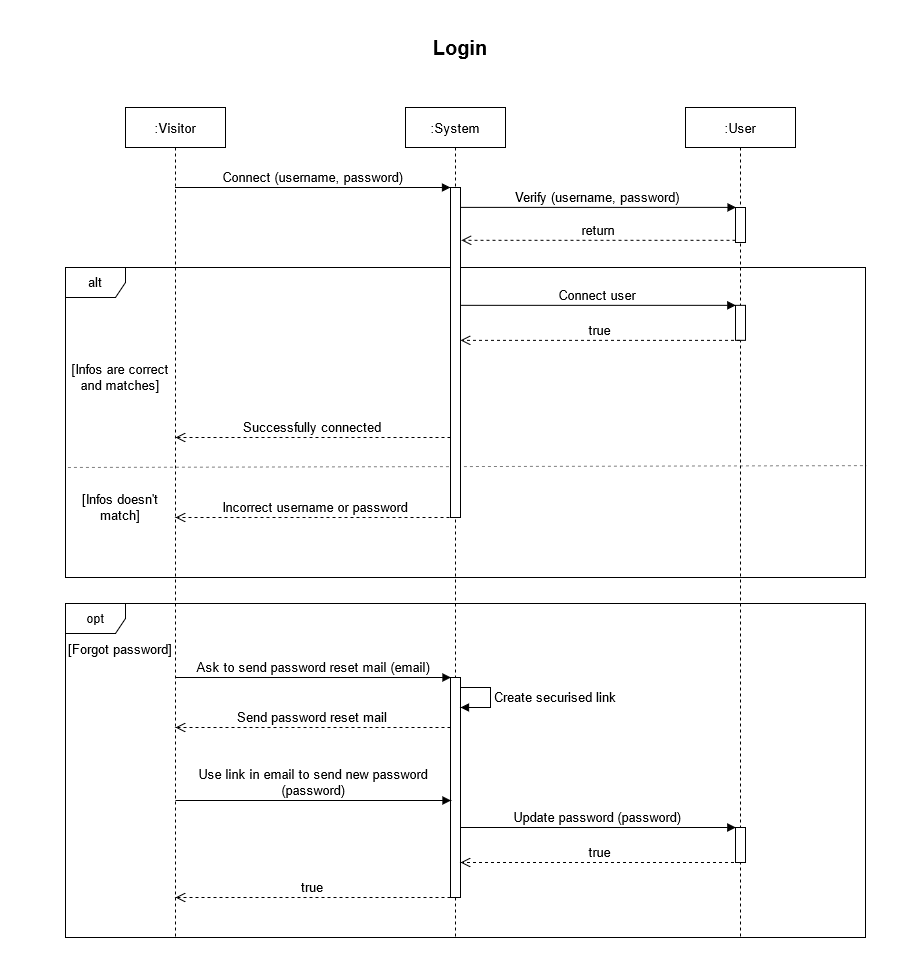 Login
:Visitor
:System
:User
Connect (username, password)
Verify (username, password)
return
alt
Connect user
true
[Infos are correct
and matches]
Successfully connected
[Infos doesn't
match]
Incorrect username or password
opt
[Forgot password]
Ask to send password reset mail (email)
Create securised link
Send password reset mail
Use link in email to send new password
(password)
Update password (password)
true
true